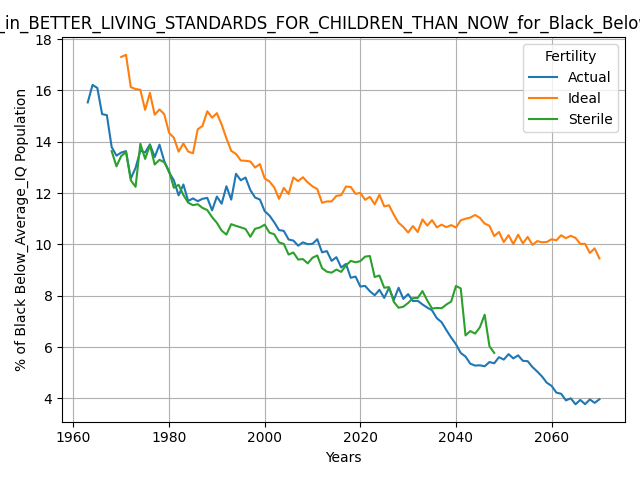 _in_BETTER_LIVING_STANDARDS_FOR_CHILDREN_THAN_NOW_for_Black_Below
Fertility
Actual
Ideal
Sterile
% of Black Below_Average_IQ Population
18
16
14
12
10
8
6
4
1960
1980
2000
2020
2040
2060
Years